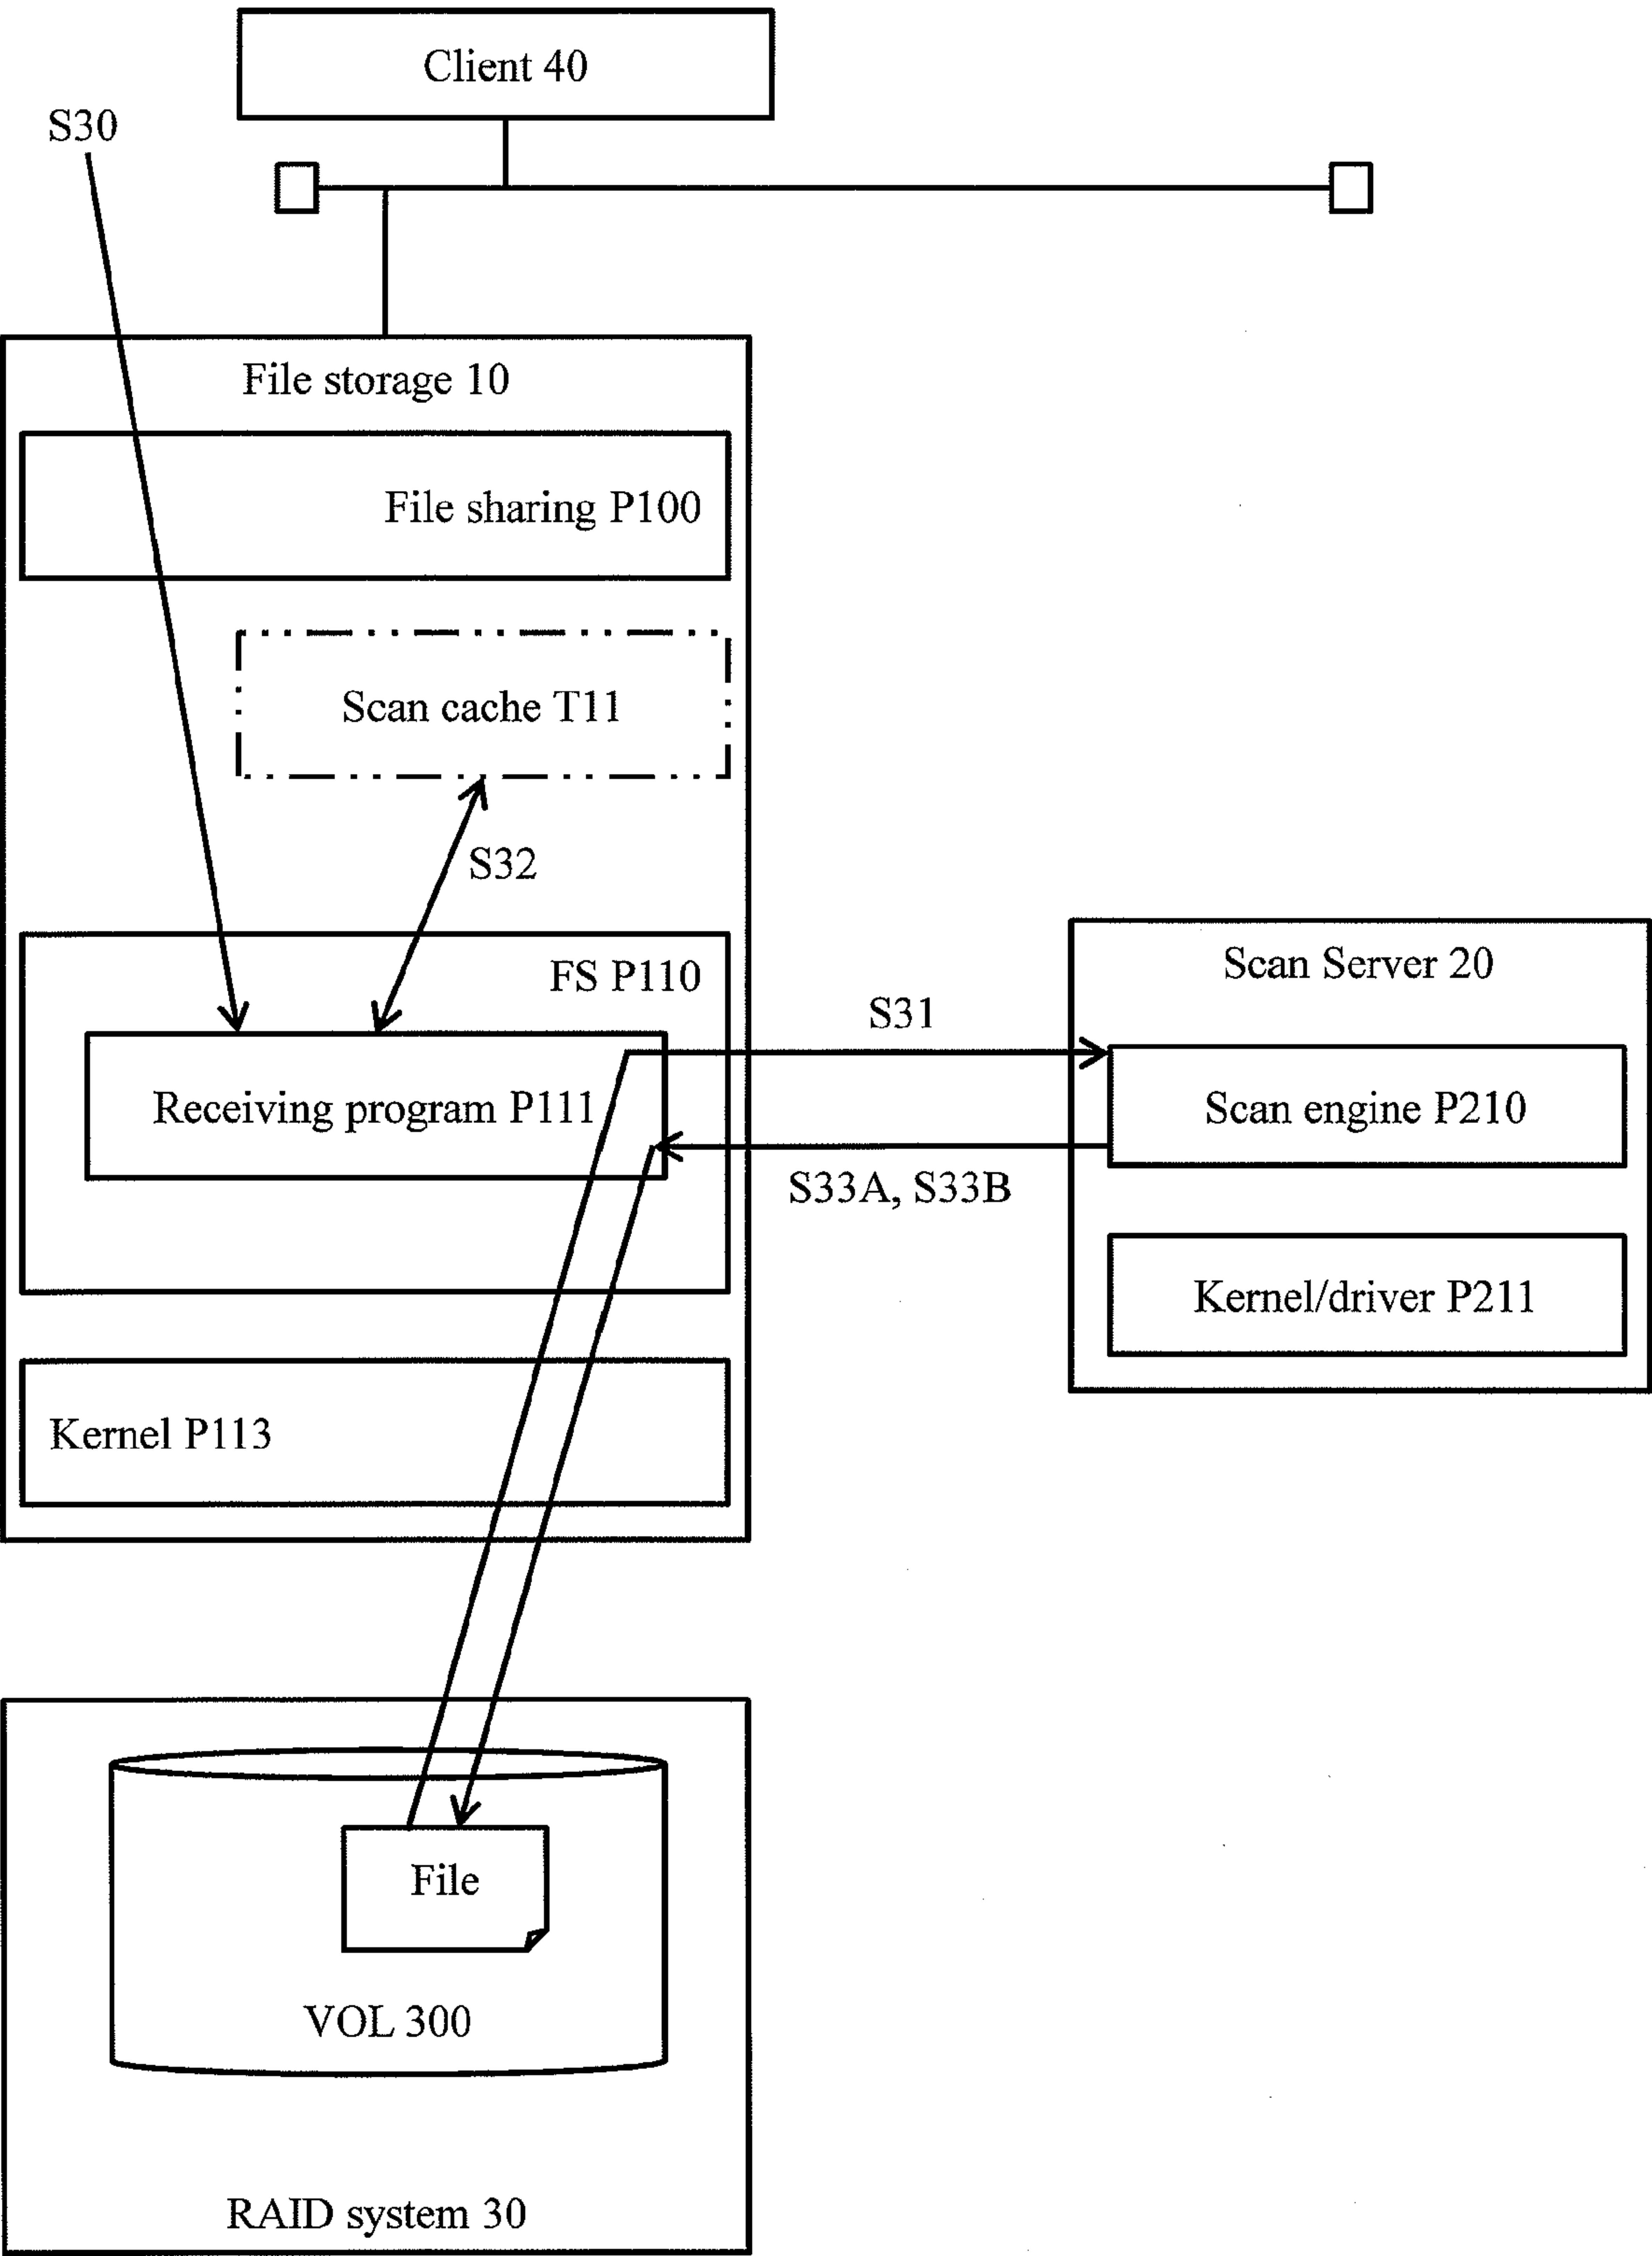 Client 40
S30
File storage 10
File sharing P100
Scan cache T11
S32
FS P110
Scan Server 20
S31
Receiving program P111
Scan engine P210
S33A, S33B
Kernel/driver P211
Kernel P113
File
VOL 300
RAID system 30